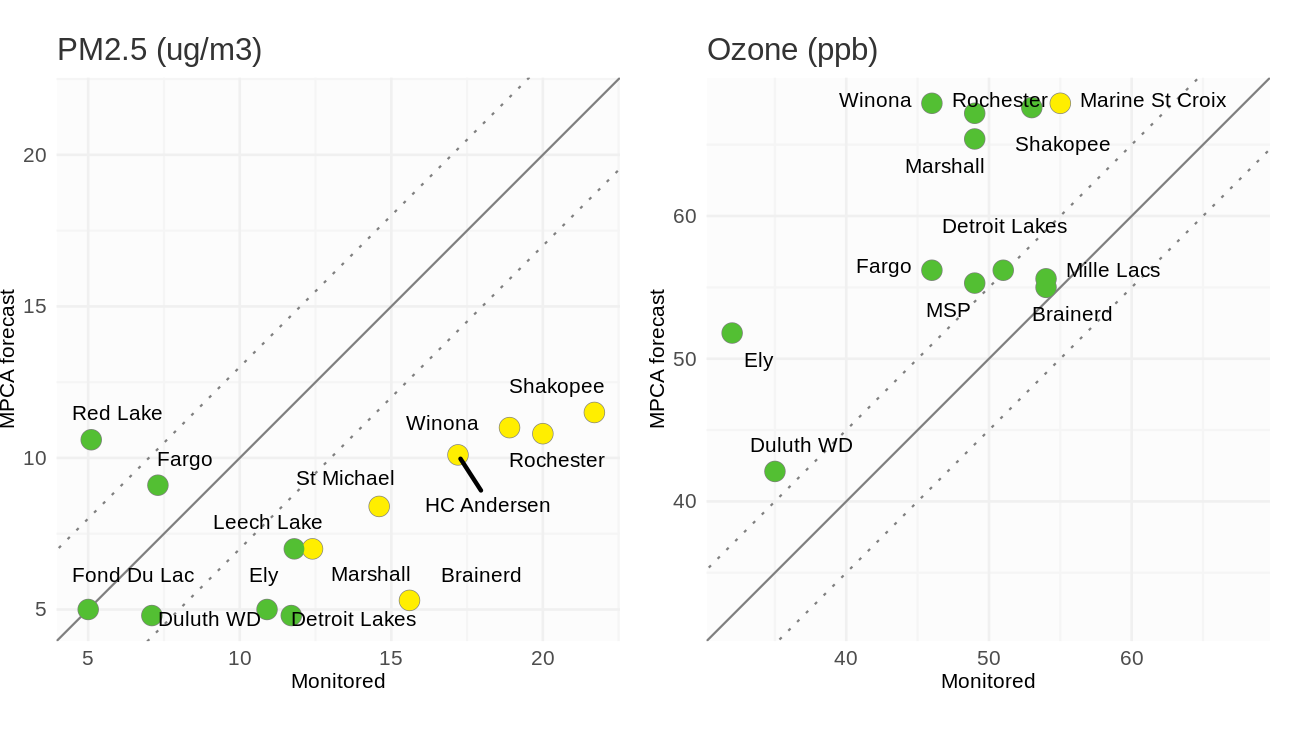 PM2.5 (ug/m3)
MPCA forecast
20
15
10
5
Red Lake
Fargo
Shakopee
Winona
Rochester
St Michael
HC Andersen
Leech Lake
Fond Du Lac
Ely
Marshall
Brainerd
Duluth WD
Detroit Lakes
5
10
15
20
Monitored
Ozone (ppb)
MPCA forecast
60
50
40
Winona
Rochester
Marine St Croix
Shakopee
Marshall
Detroit Lakes
Fargo
Mille Lacs
MSP
Brainerd
Ely
Duluth WD
40
50
60
Monitored